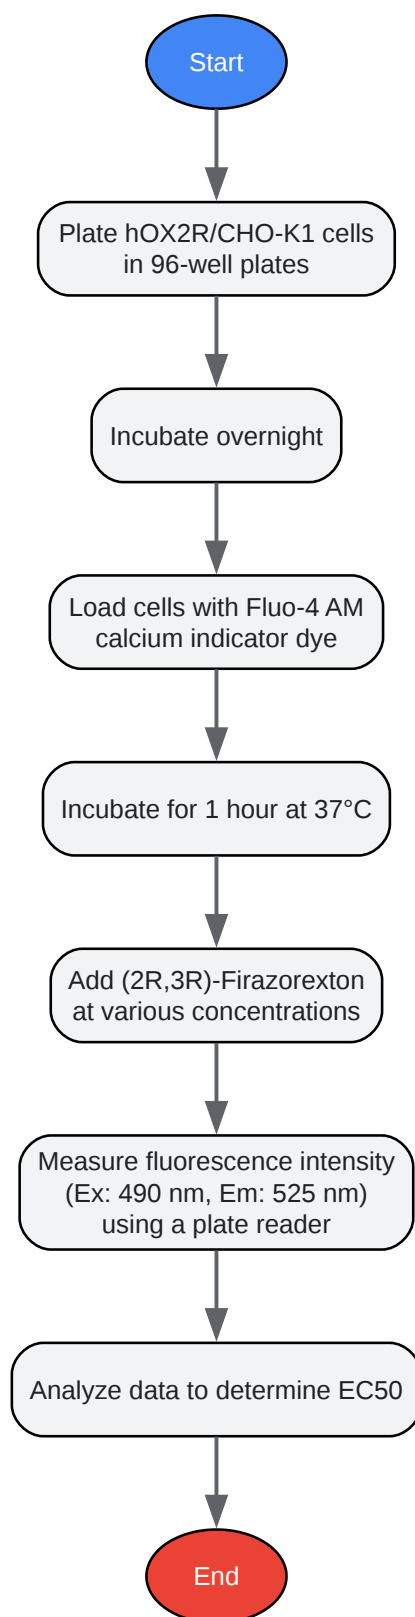 Start
Plate hOX2R/CHO-K1 cells
in 96-well plates
Incubate overnight
Load cells with Fluo-4 AM
calcium indicator dye
Incubate for 1 hour at 37°C
Add (2R,3R)-Firazorexton
at various concentrations
Measure fluorescence intensity
(Ex: 490 nm, Em: 525 nm)
using a plate reader
Analyze data to determine EC50
End